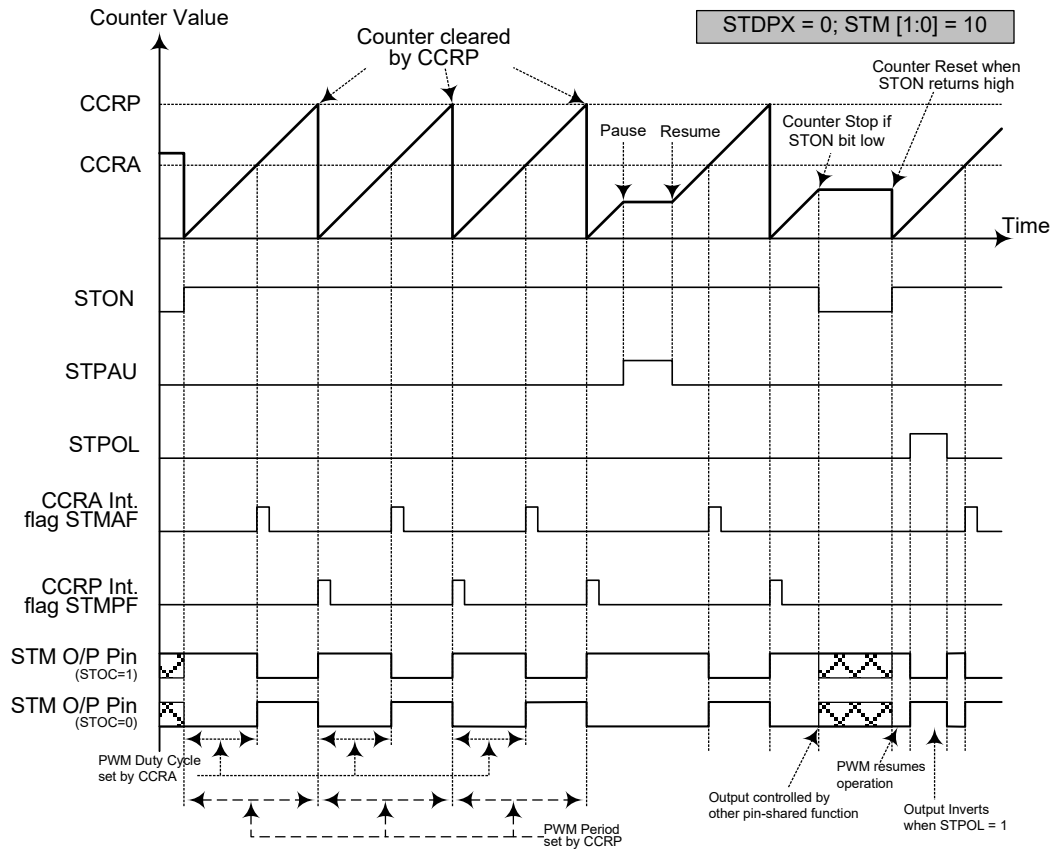 Counter Value
STDPX = 0; STM [1:0] = 10
Counter cleared
by CCRP
Counter Reset when
STON returns high
CCRP
Counter Stop if
STON bit low
Pause
Resume
CCRA
Time
STON
STPAU
STPOL
CCRA Int.
flag STMAF
CCRP Int.
flag STMPF
STM O/P Pin
(STOC=1)
STM O/P Pin
(STOC=0)
PWM Duty Cycle
set by CCRA
PWM resumes
operation
Output controlled by
other pin-shared function
Output Inverts
when STPOL = 1
PWM Period
set by CCRP